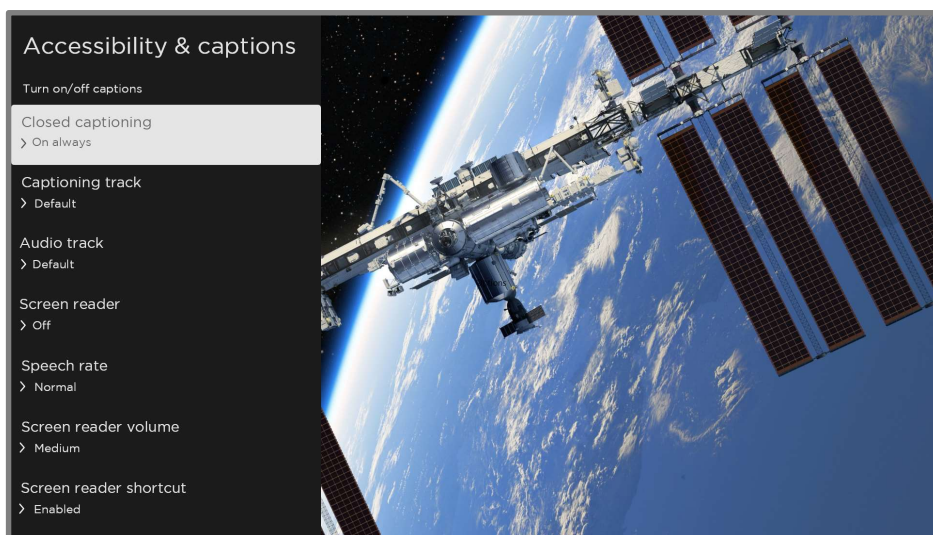 Accessibility & captions
Turn on/off captions
Closed captioning
On always
Captioning track
Default
Audio track
Default
Screen reader
Off
Speech rate
Normal
Screen reader volume
Medium
Screen reader shortcut
Enabled